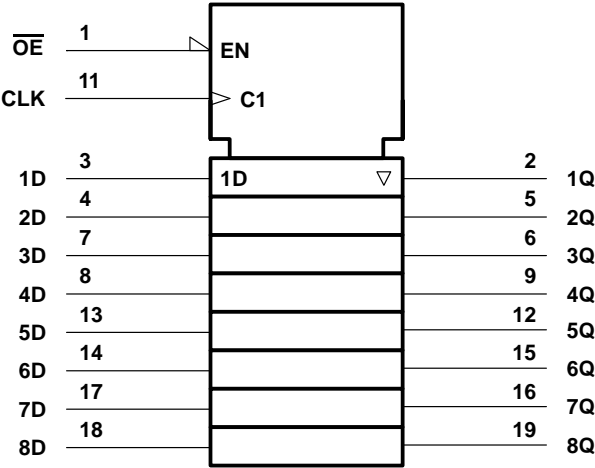 1
O̅E̅ EN
11
CLK C1
3 2
1D 1D 1Q
4 5
2D 2Q
7 6
3D 3Q
8 9
4D 4Q
13 12
5D 5Q
14 15
6D 6Q
17 16
7D 7Q
18 19
8D 8Q